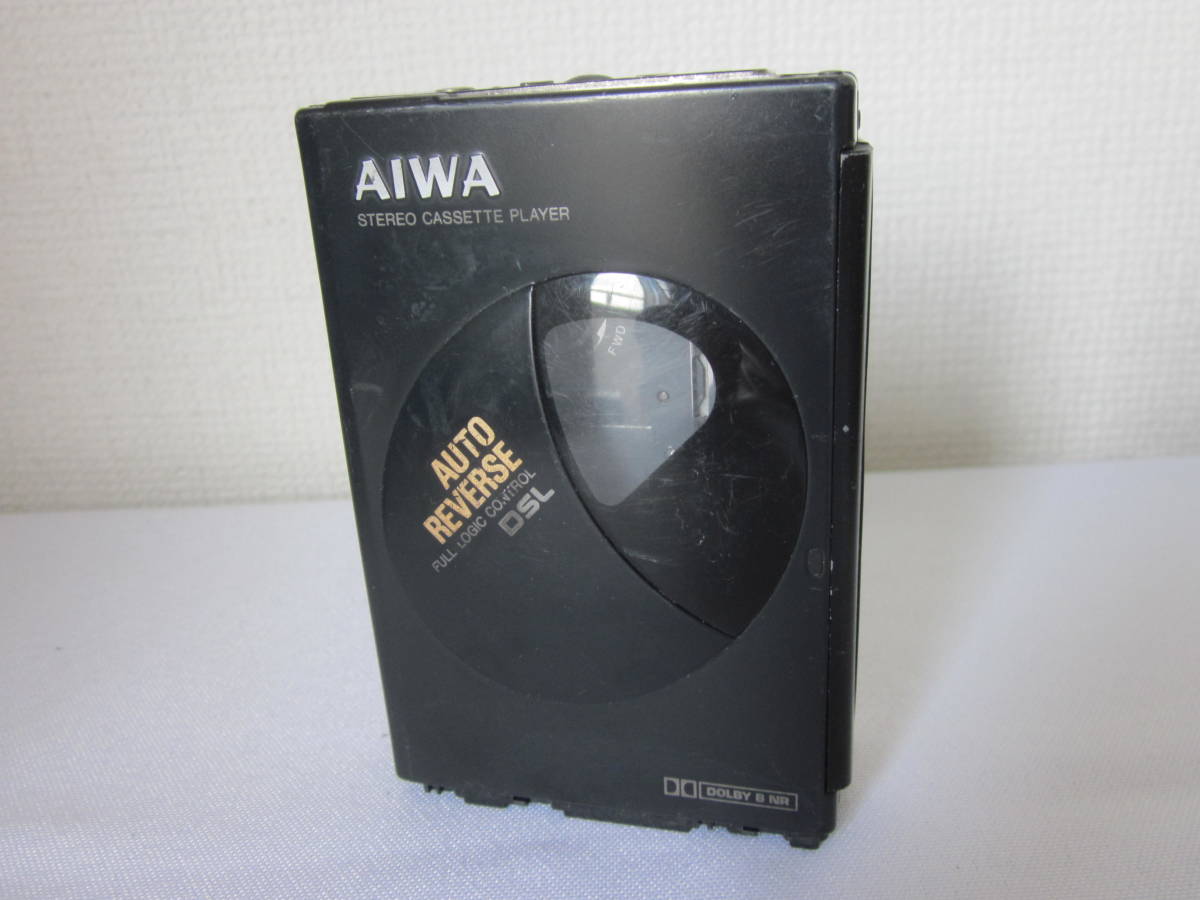 AIWA
STEREO CASSETTE PLAYER
FWD
AUTO
REVERSE
FULL LOGIC CONTROL
DSL
DOLBY B NR